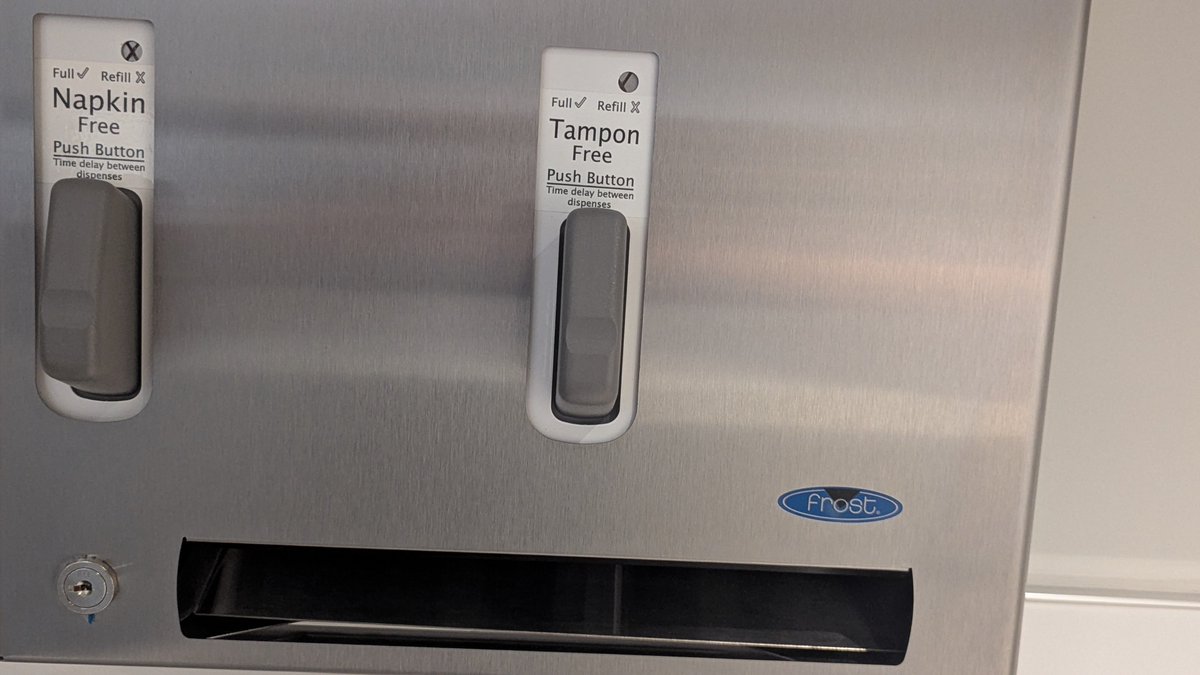 Full✓ Refill X
Napkin
Free
Push Button
Time delay between
dispenses
Full✓ Refill X
Tampon
Free
Push Button
Time delay between
dispenses
frost®